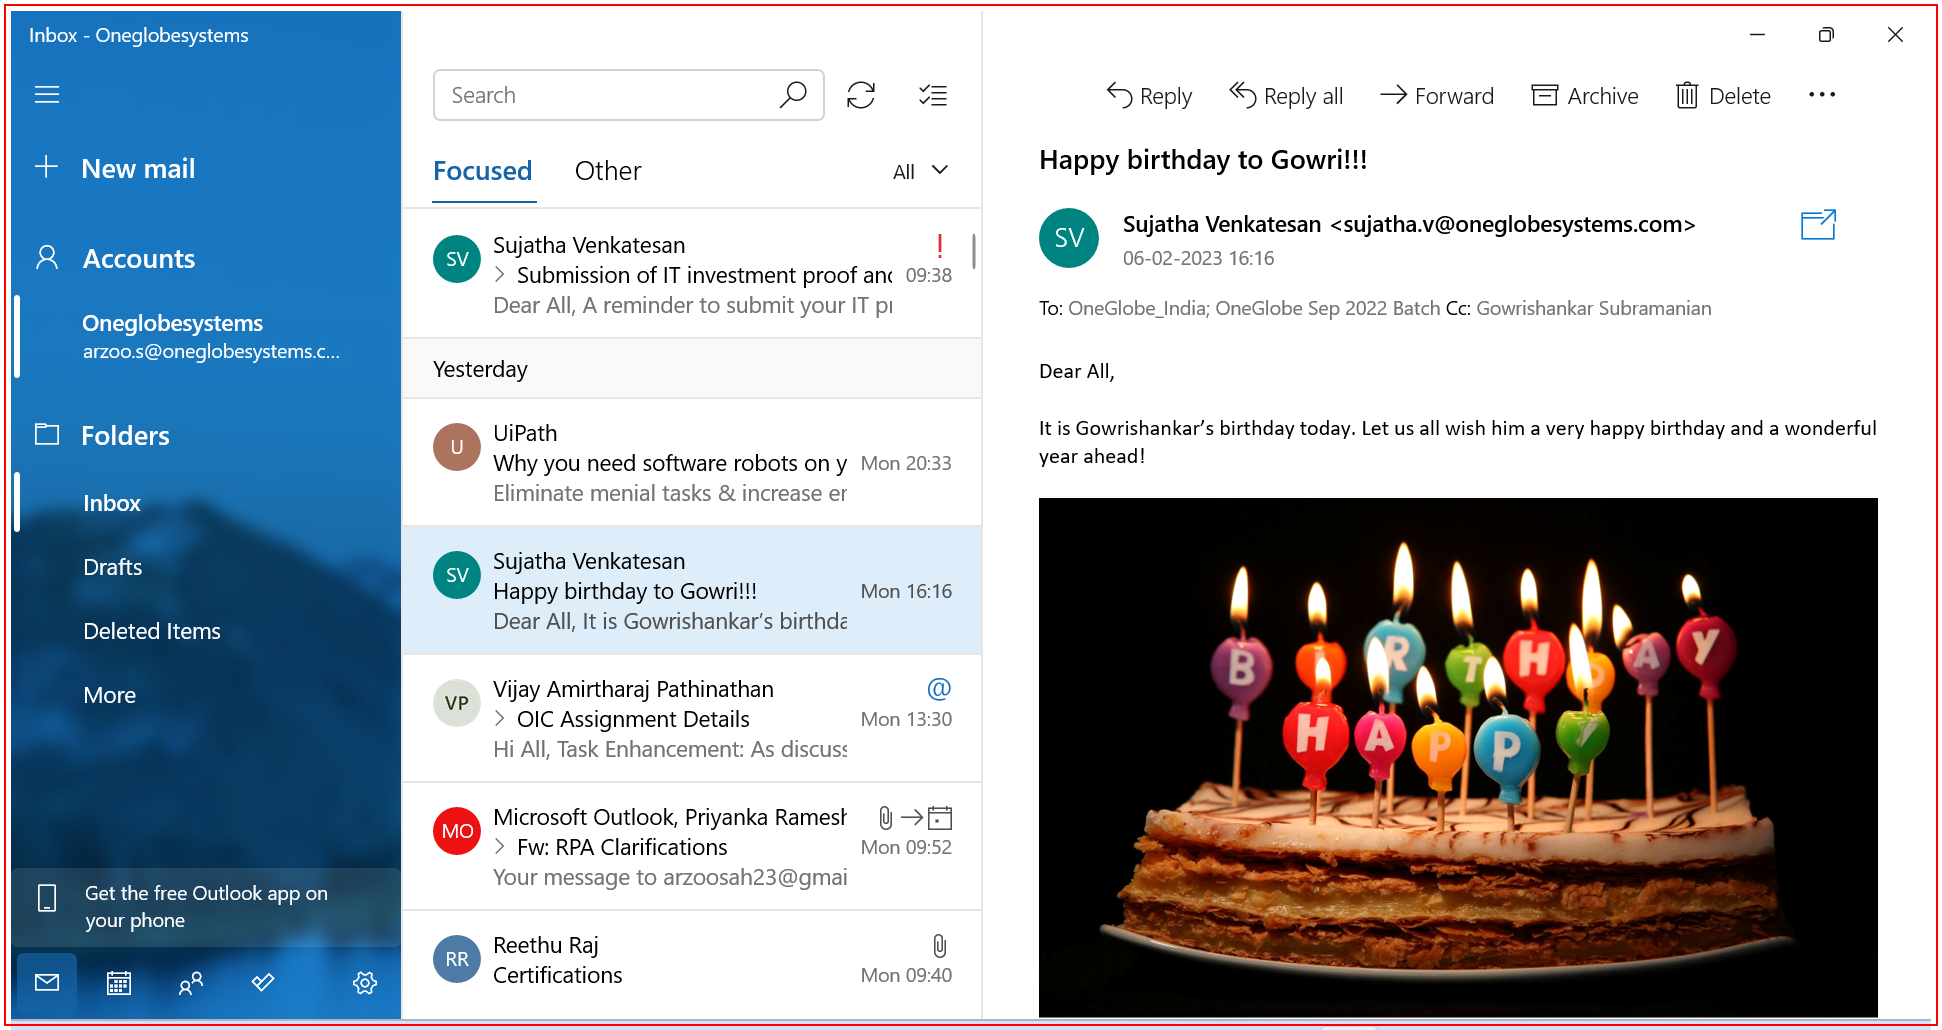 Inbox - Oneglobesystems
New mail
Accounts
Oneglobesystems
arzoo.s@oneglobesystems.c...
Folders
Inbox
Drafts
Deleted Items
More
Get the free Outlook app on
your phone
Search
Focused Other All
SV Sujatha Venkatesan !
> Submission of IT investment proof anc 09:38
Dear All, A reminder to submit your IT pr
Yesterday
U UiPath
Why you need software robots on y Mon 20:33
Eliminate menial tasks & increase er
SV Sujatha Venkatesan
Happy birthday to Gowri!!! Mon 16:16
Dear All, It is Gowrishankar’s birthda
VP Vijay Amirtharaj Pathinathan @
> OIC Assignment Details Mon 13:30
Hi All, Task Enhancement: As discuss
MO Microsoft Outlook, Priyanka Ramesh
> Fw: RPA Clarifications Mon 09:52
Your message to arzoosah23@gmai
RR Reethu Raj
Certifications Mon 09:40
Reply Reply all Forward Archive Delete ...
Happy birthday to Gowri!!!
SV Sujatha Venkatesan <sujatha.v@oneglobesystems.com>
06-02-2023 16:16
To: OneGlobe_India; OneGlobe Sep 2022 Batch Cc: Gowrishankar Subramanian
Dear All,
It is Gowrishankar’s birthday today. Let us all wish him a very happy birthday and a wonderful
year ahead!
BIRTHDAY
HAPPY